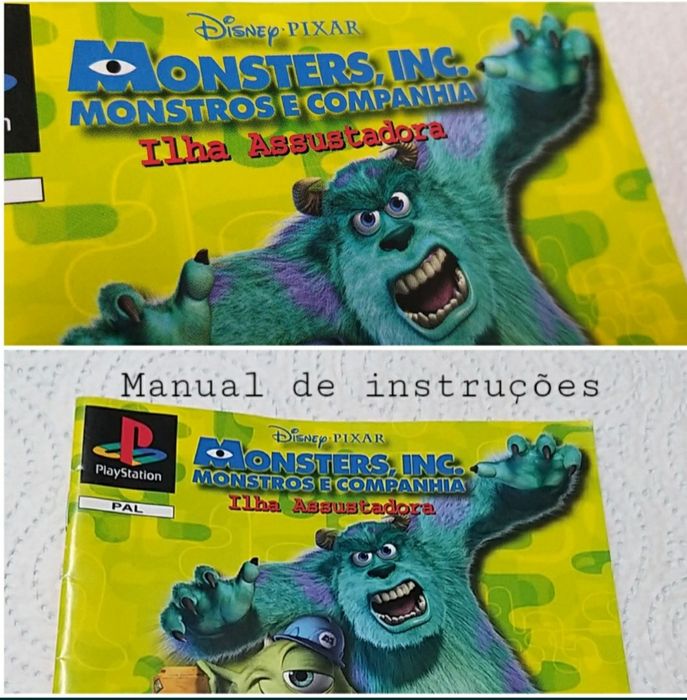 Disney·PIXAR
MONSTERS, INC.
MONSTROS E COMPANHIA
Ilha Assustadora
Manual de instruções
PlayStation
PAL
Disney·PIXAR
MONSTERS, INC.
MONSTROS E COMPANHIA
Ilha Assustadora